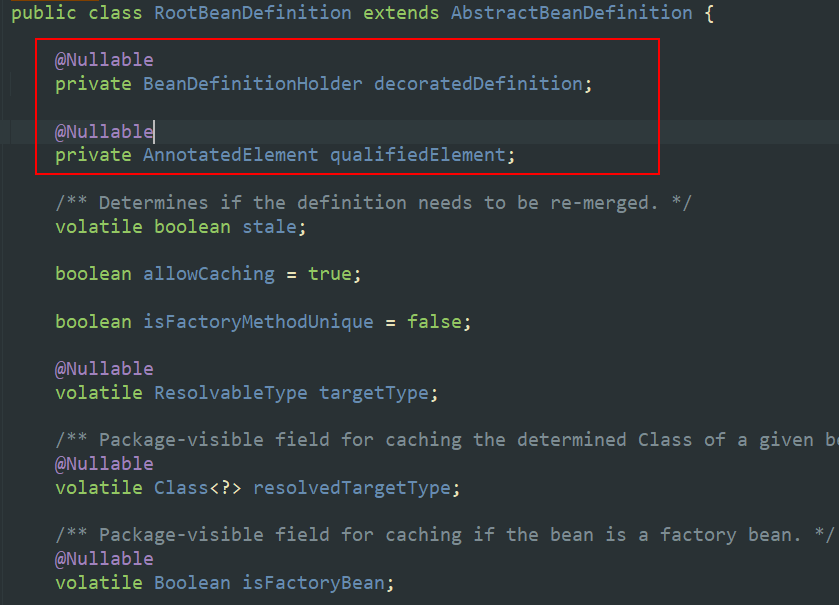 public class RootBeanDefinition extends AbstractBeanDefinition {
@Nullable
private BeanDefinitionHolder decoratedDefinition;
@Nullable
private AnnotatedElement qualifiedElement;
/** Determines if the definition needs to be re-merged. */
volatile boolean stale;
boolean allowCaching = true;
boolean isFactoryMethodUnique = false;
@Nullable
volatile ResolvableType targetType;
/** Package-visible field for caching the determined Class of a given
@Nullable
volatile Class<?> resolvedTargetType;
/** Package-visible field for caching if the bean is a factory bean. */
@Nullable
volatile Boolean isFactoryBean;